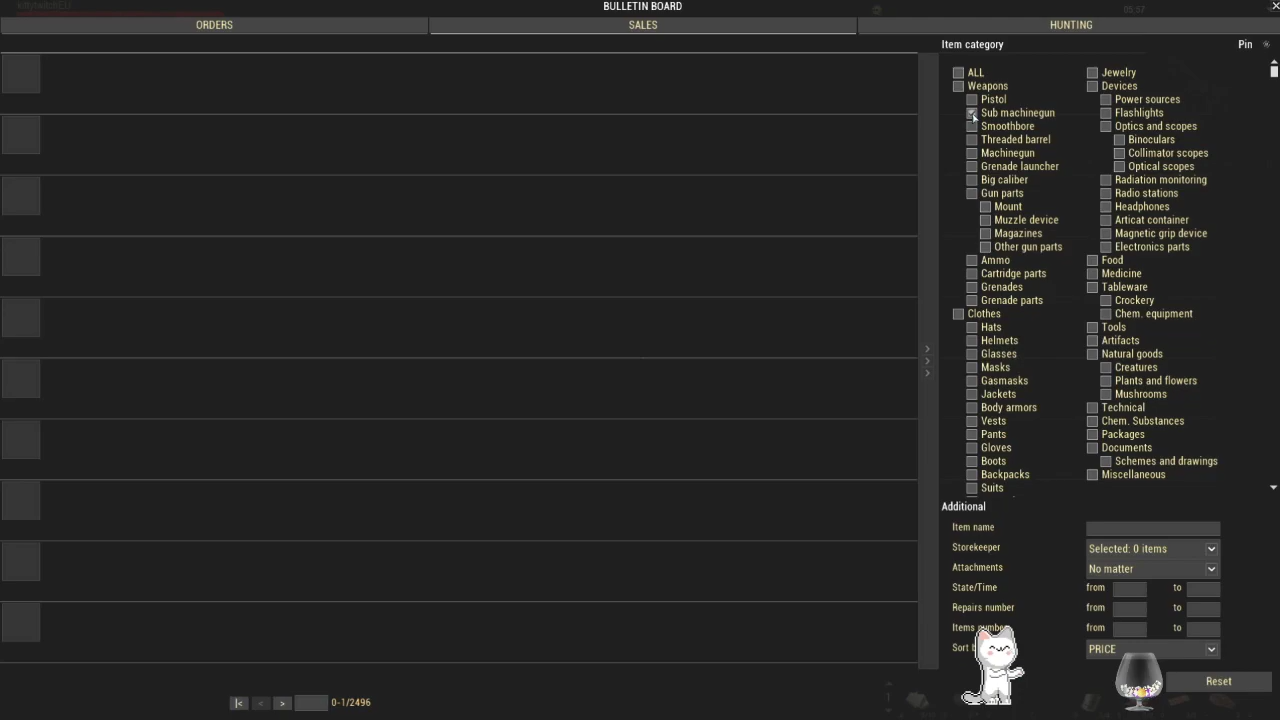 BULLETIN BOARD
ORDERS
SALES
HUNTING
Item category
Pin
ALL
Weapons
Pistol
Sub machinegun
Smoothbore
Threaded barrel
Machinegun
Grenade launcher
Big caliber
Gun parts
Mount
Muzzle device
Magazines
Other gun parts
Ammo
Cartridge parts
Grenades
Grenade parts
Clothes
Hats
Helmets
Glasses
Masks
Gasmasks
Jackets
Body armors
Vests
Pants
Gloves
Boots
Backpacks
Suits
Jewelry
Devices
Power sources
Flashlights
Optics and scopes
Binoculars
Collimator scopes
Optical scopes
Radiation monitoring
Radio stations
Headphones
Articat container
Magnetic grip device
Electronics parts
Food
Medicine
Tableware
Crockery
Chem. equipment
Tools
Artifacts
Natural goods
Creatures
Plants and flowers
Mushrooms
Technical
Chem. Substances
Packages
Documents
Schemes and drawings
Miscellaneous
Additional
Item name
Storekeeper Selected: 0 items
Attachments No matter
State/Time from to
Repairs number from to
Items from to
Sort PRICE
Reset
|< < > 0-1/2496